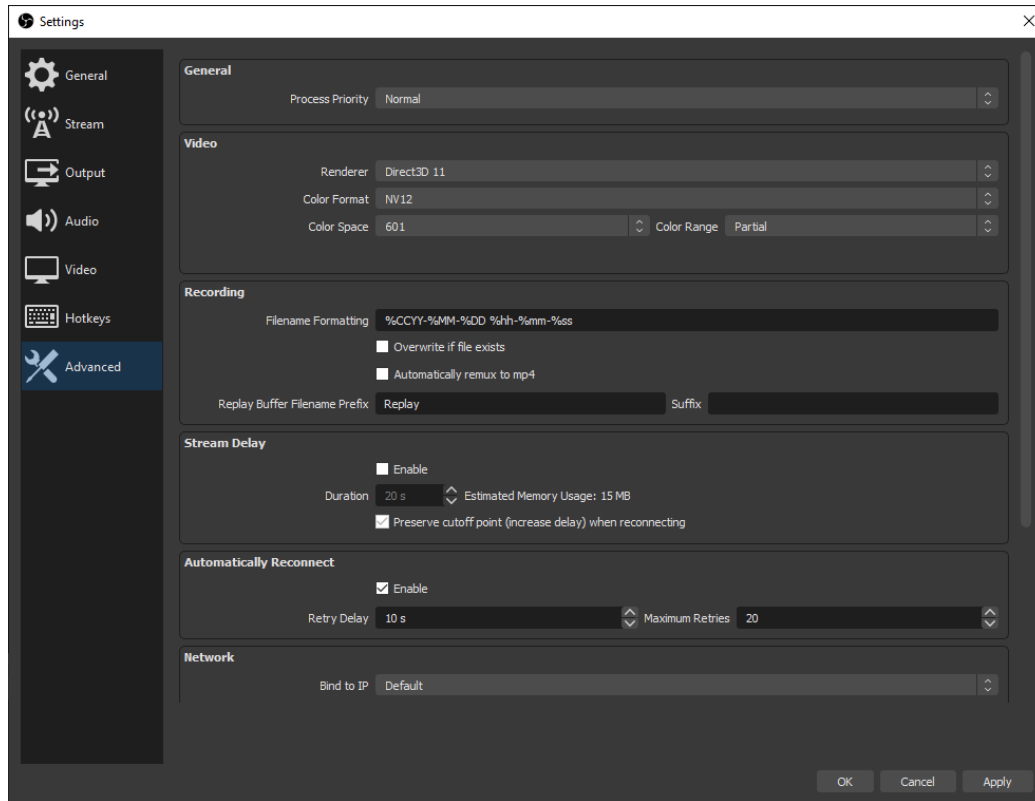 Settings
General
Stream
Output
Audio
Video
Hotkeys
Advanced
General
Process Priority Normal
Video
Renderer Direct3D 11
Color Format NV12
Color Space 601 Color Range Partial
Recording
Filename Formatting %CCYY-%MM-%DD %hh-%mm-%ss
Overwrite if file exists
Automatically remux to mp4
Replay Buffer Filename Prefix Replay Suffix
Stream Delay
Enable
Duration 20 s Estimated Memory Usage: 15 MB
Preserve cutoff point (increase delay) when reconnecting
Automatically Reconnect
Enable
Retry Delay 10 s Maximum Retries 20
Network
Bind to IP Default
OK Cancel Apply